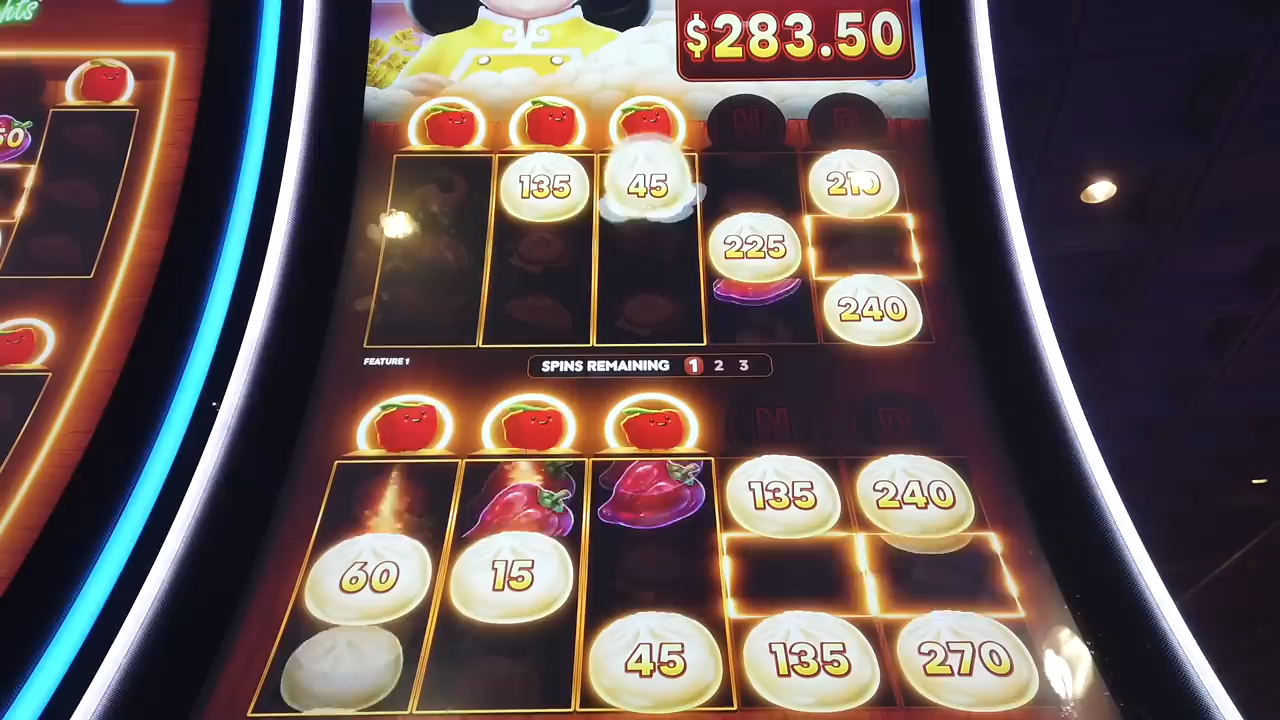 $283.50
N D
135 45 210
225
240
FEATURE 1
SPINS REMAINING 1 2 3
N D
135 240
60 15
45 135 270